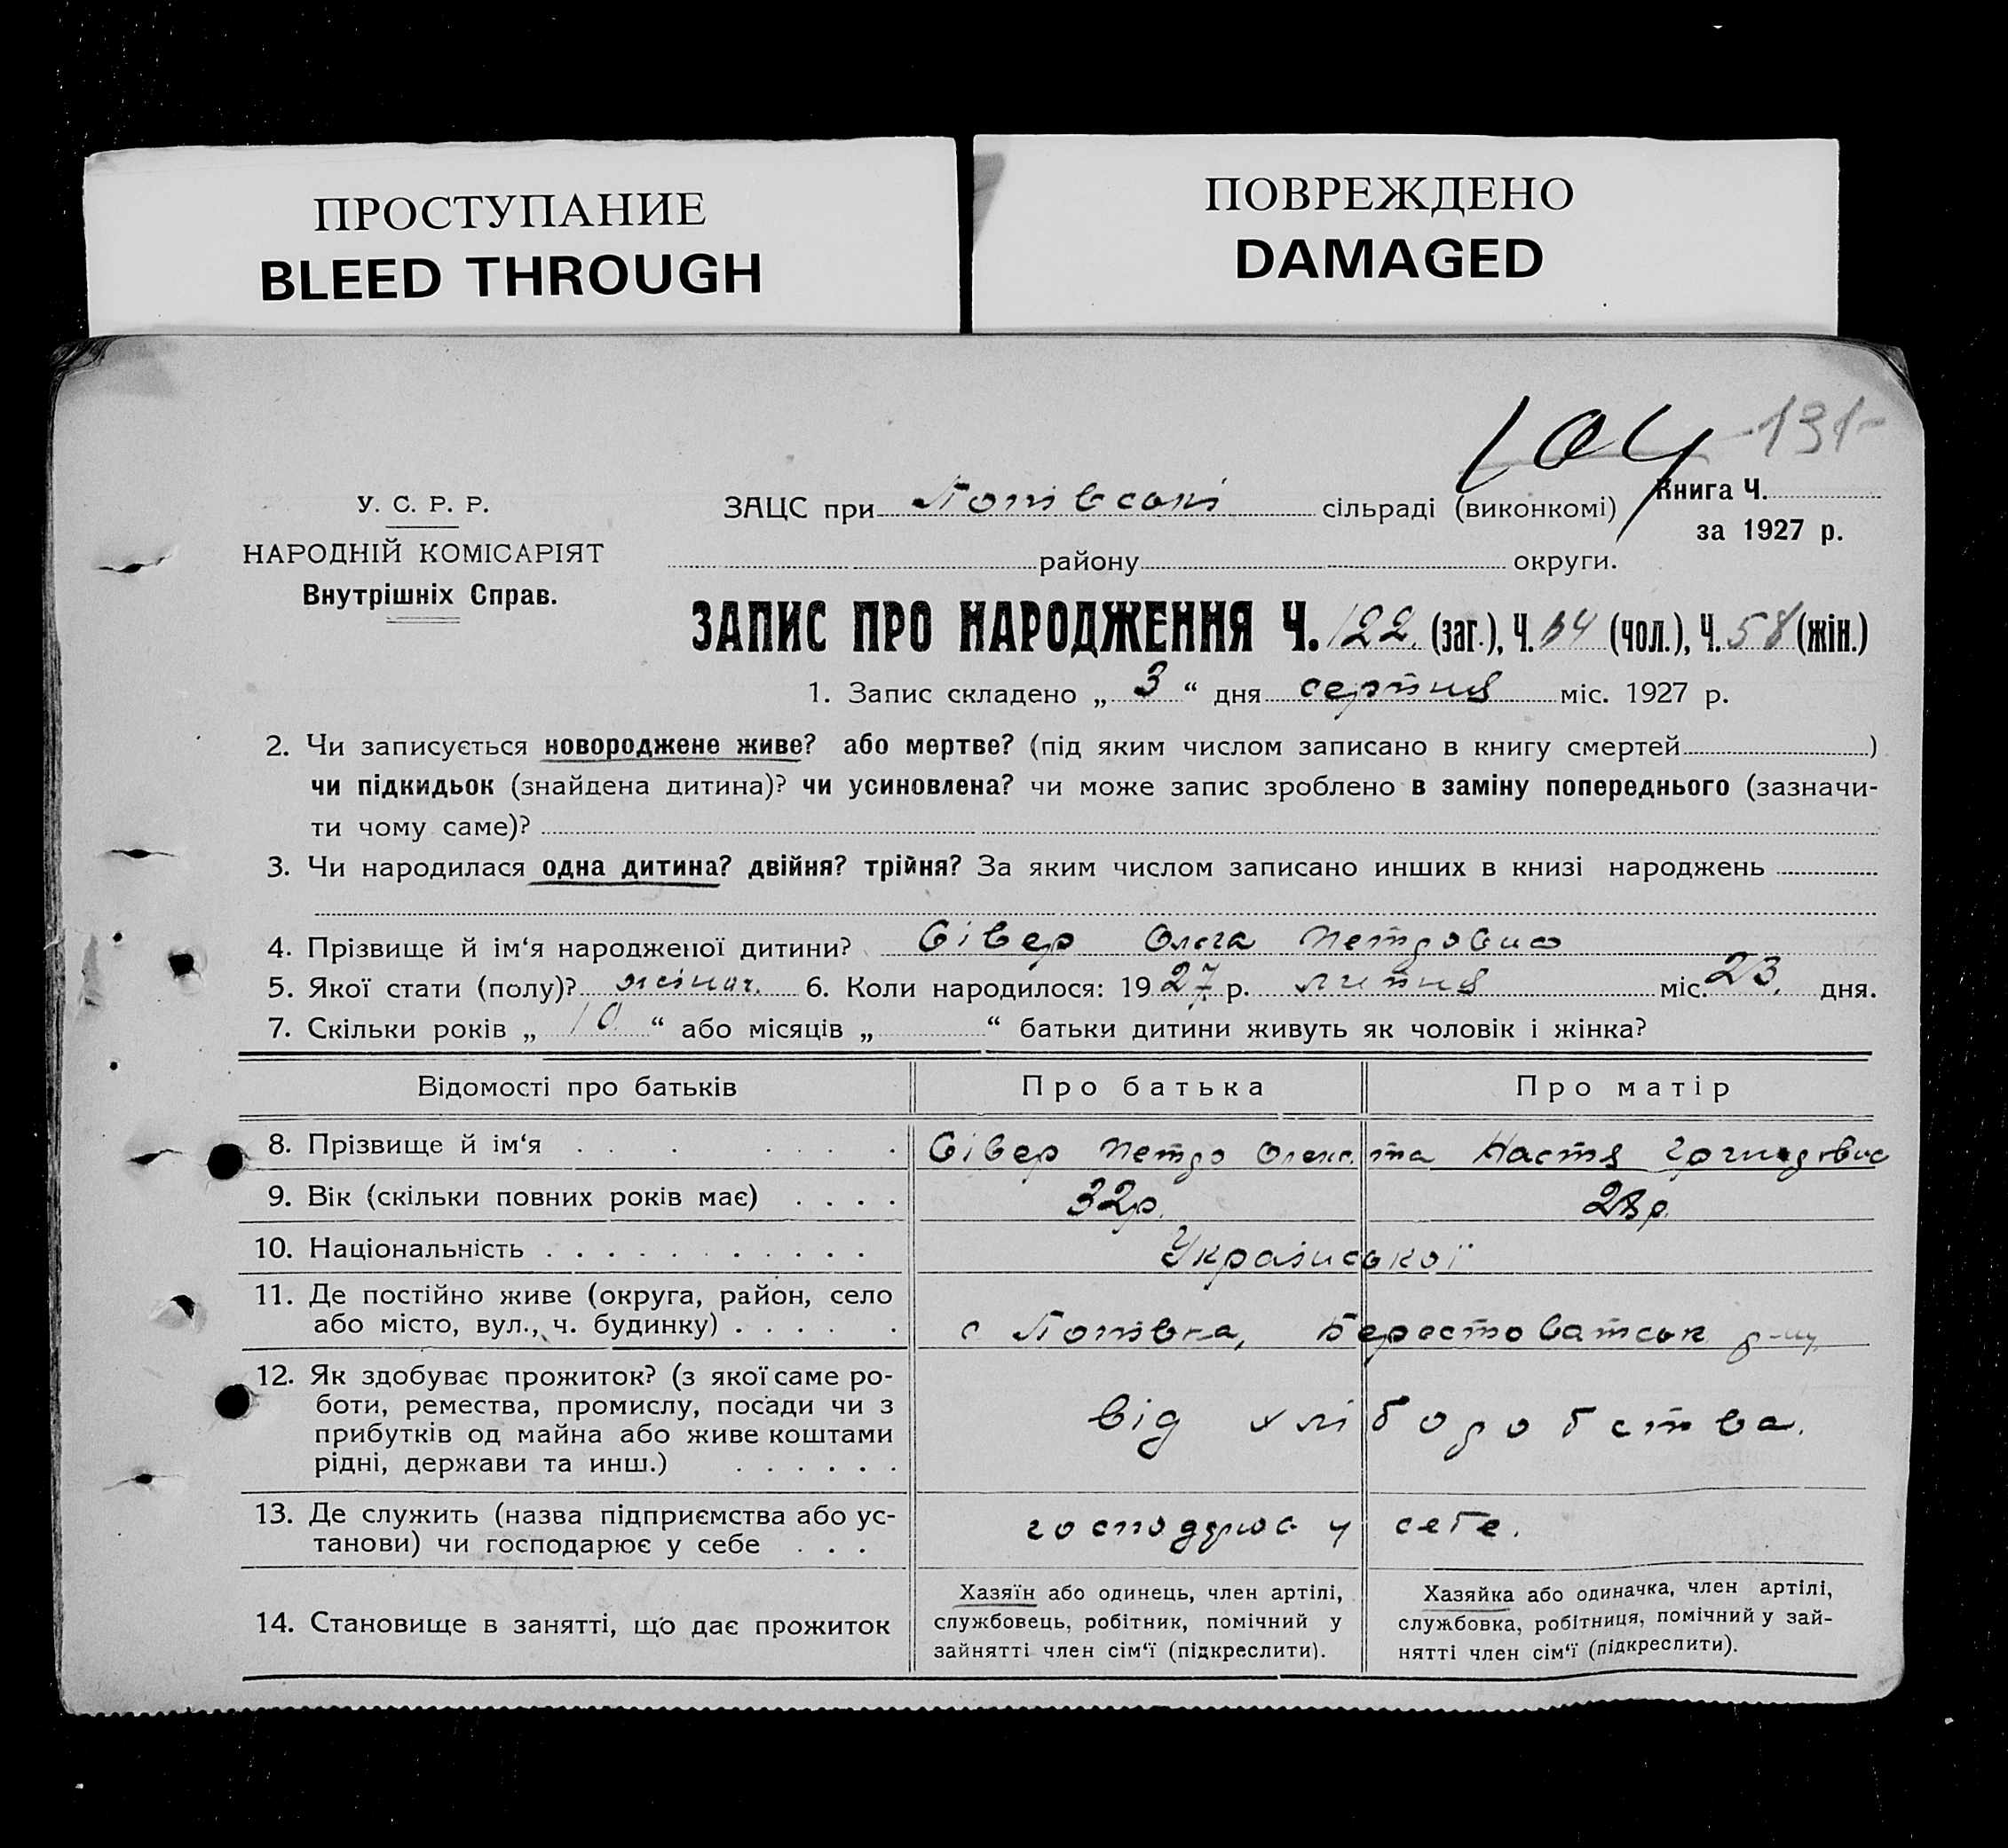 ПРОСТУПАНИЕ
BLEED THROUGH
ПОВРЕЖДЕНО
DAMAGED
104 -131-
У. С. Р. Р.
НАРОДНІЙ КОМІСАРІЯТ
Внутрішніх Справ.
ЗАЦС при Попівські сільраді (виконкомі) Книга Ч.
за 1927 р.
району округи.
ЗАПИС ПРО НАРОДЖЕННЯ Ч. 122. (заг.), Ч. 64 (чол.), Ч. 58 (жін.)
1. Запис складено „ 3 “ дня серпня міс. 1927 р.
2. Чи записується новороджене живе? або мертве? (під яким числом записано в книгу смертей )
чи підкидьок (знайдена дитина)? чи усиновлена? чи може запис зроблено в заміну попереднього (зазначи-
ти чому саме)?
3. Чи народилася одна дитина? двійня? трійня? За яким числом записано инших в книзі народжень
4. Прізвище й ім‘я народженої дитини? Сівер Ольга Петровна
5. Якої стати (полу)? жіноч. 6. Коли народилося: 1927 р. липня міс. 23. дня.
7. Скільки років „ 10 “ або місяців „ “ батьки дитини живуть як чоловік і жінка?
Відомості про батьків Про батька Про матір
8. Прізвище й ім‘я Сівер Петро Олекс. та Настя
9. Вік (скільки повних років має) 32р. 28р.
10. Національність Української
11. Де постійно живе (округа, район, село
або місто, вул., ч. будинку) с Попівка, Берестоватськ р-ну,
12. Як здобуває прожиток? (з якої саме ро-
боти, ремества, промислу, посади чи з
прибутків од майна або живе коштами
рідні, держави та инш.) від хліборобства.
13. Де служить (назва підприємства або ус-
танови) чи господарює у себе у себе.
14. Становище в занятті, що дає прожиток
Хазяїн або одинець, член артілі,
службовець, робітник, помічний у
зайнятті член сім‘ї (підкреслити).
Хазяйка або одиначка, член артілі,
службовка, робітниця, помічний у зай-
нятті член сім‘ї (підкреслити).